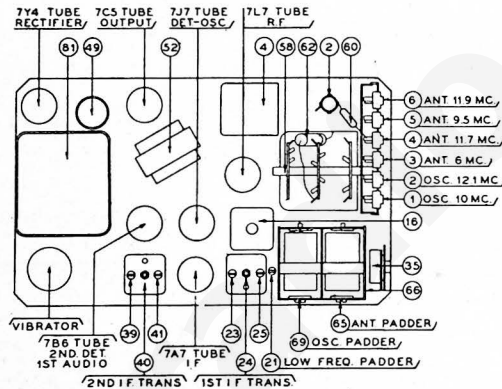 7Y4 TUBE
RECTIFIER
7C5 TUBE
OUTPUT
7J7 TUBE
DET-OSC
7L7 TUBE
R.F.
81
49
52
4
58
62
60
2
6 ANT. 11.9 MC.
5 ANT. 9.5 MC.
4 ANT. 11.7 MC.
3 ANT. 6 MC.
2 OSC. 12.1 MC.
1 OSC. 10 MC.
16
35
66
VIBRATOR
7B6 TUBE
2ND. DET.
1ST AUDIO
39
40
41
2ND I.F. TRANS.
7A7 TUBE
I F
23
24
25
1ST I F TRANS.
21 LOW FREQ. PADDER
69 OSC. PADDER
65 ANT PADDER